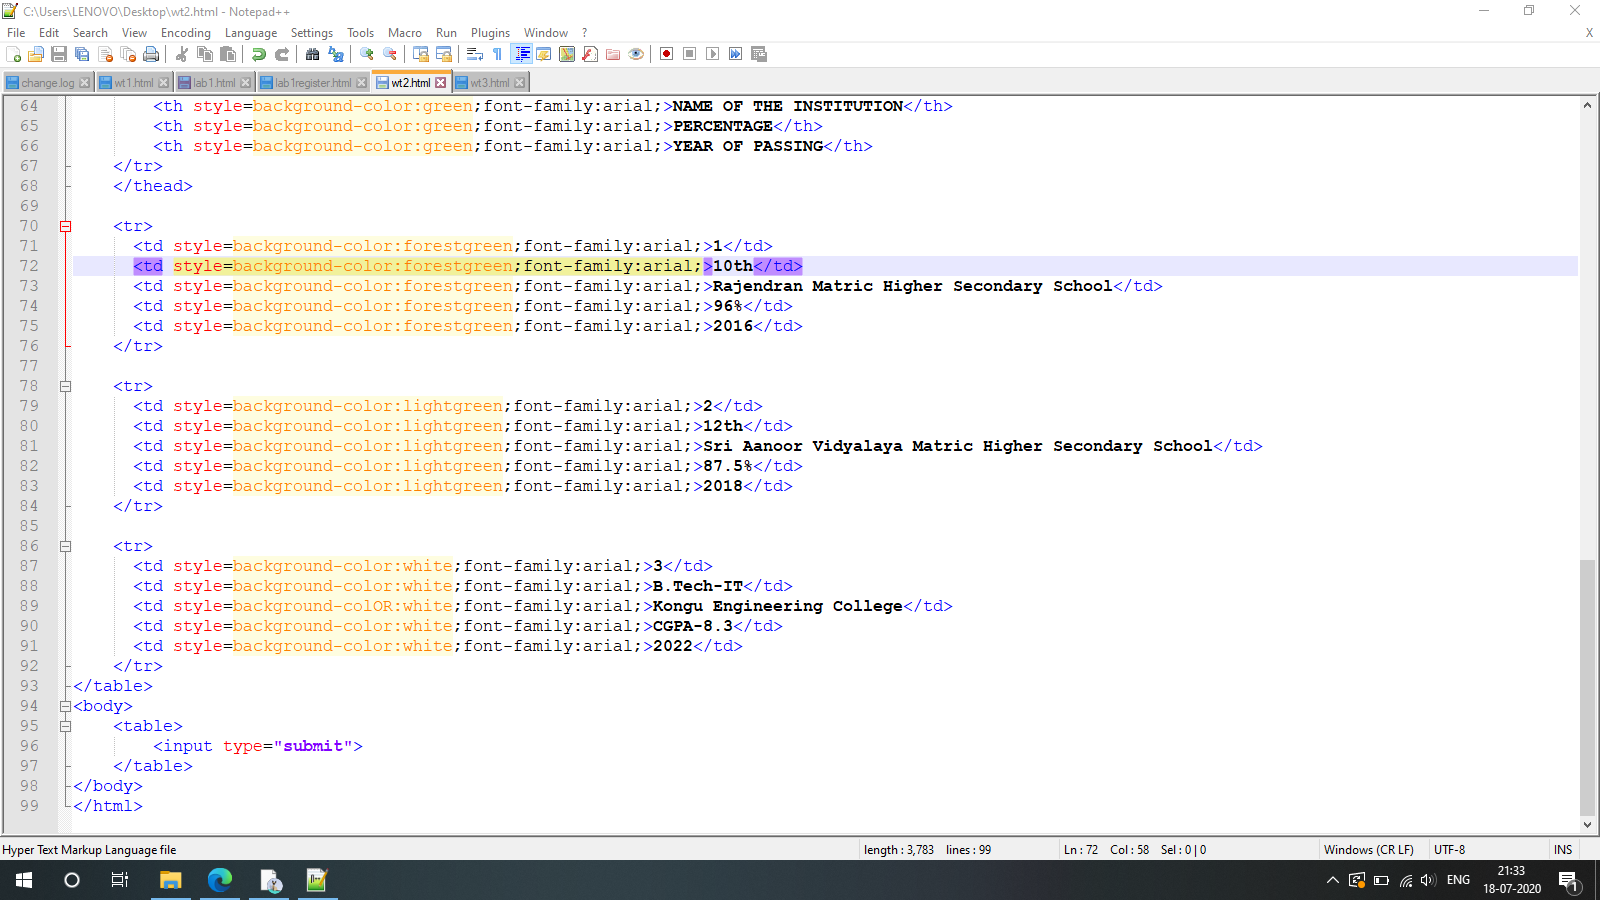 C:\Users\LENOVO\Desktop\wt2.html - Notepad++
File Edit Search View Encoding Language Settings Tools Macro Run Plugins Window ? X
change.log wt1.html lab1.html lab1register.html wt2.html wt3.html
64 <th style=background-color:green;font-family:arial;>NAME OF THE INSTITUTION</th>
65 <th style=background-color:green;font-family:arial;>PERCENTAGE</th>
66 <th style=background-color:green;font-family:arial;>YEAR OF PASSING</th>
67 </tr>
68 </thead>
69
70 <tr>
71 <td style=background-color:forestgreen;font-family:arial;>1</td>
72 <td style=background-color:forestgreen;font-family:arial;>10th</td>
73 <td style=background-color:forestgreen;font-family:arial;>Rajendran Matric Higher Secondary School</td>
74 <td style=background-color:forestgreen;font-family:arial;>96%</td>
75 <td style=background-color:forestgreen;font-family:arial;>2016</td>
76 </tr>
77
78 <tr>
79 <td style=background-color:lightgreen;font-family:arial;>2</td>
80 <td style=background-color:lightgreen;font-family:arial;>12th</td>
81 <td style=background-color:lightgreen;font-family:arial;>Sri Aanoor Vidyalaya Matric Higher Secondary School</td>
82 <td style=background-color:lightgreen;font-family:arial;>87.5%</td>
83 <td style=background-color:lightgreen;font-family:arial;>2018</td>
84 </tr>
85
86 <tr>
87 <td style=background-color:white;font-family:arial;>3</td>
88 <td style=background-color:white;font-family:arial;>B.Tech-IT</td>
89 <td style=background-colOR:white;font-family:arial;>Kongu Engineering College</td>
90 <td style=background-color:white;font-family:arial;>CGPA-8.3</td>
91 <td style=background-color:white;font-family:arial;>2022</td>
92 </tr>
93 </table>
94 <body>
95 <table>
96 <input type="submit">
97 </table>
98 </body>
99 </html>
Hyper Text Markup Language file length : 3,783 lines : 99 Ln : 72 Col : 58 Sel : 0 | 0 Windows (CR LF) UTF-8 INS
ENG 21:33
18-07-2020
1